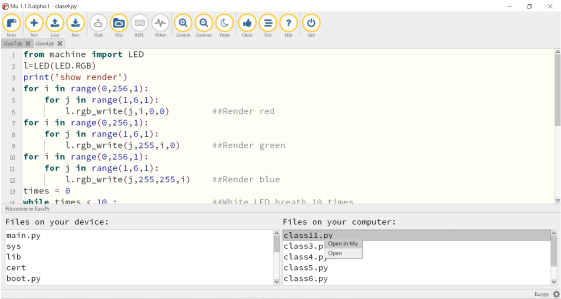 Mu 1.1.0.alpha.1 - class4.py
Mode New Load Save Flash Files REPL Plotter Zoom-in Zoom-out Theme Check Tidy Help Quit
class7.py class4.py
1 from machine import LED
2 l=LED(LED.RGB)
3 print('show render')
4 for i in range(0,256,1):
5 for j in range(1,6,1):
6 l.rgb_write(j,i,0,0) ##Render red
7 for i in range(0,256,1):
8 for j in range(1,6,1):
9 l.rgb_write(j,255,i,0) ##Render green
10 for i in range(0,256,1):
11 for j in range(1,6,1):
12 l.rgb_write(j,255,255,i) ##Render blue
13 times = 0
14 while times < 10 : ##White LED breath 10 times
Filesystem on EasyPy
Files on your device: Files on your computer:
main.py class11.py
sys class3.p
lib class4.py
cert class5.py
boot.py class6.py
Open in Mu
Open